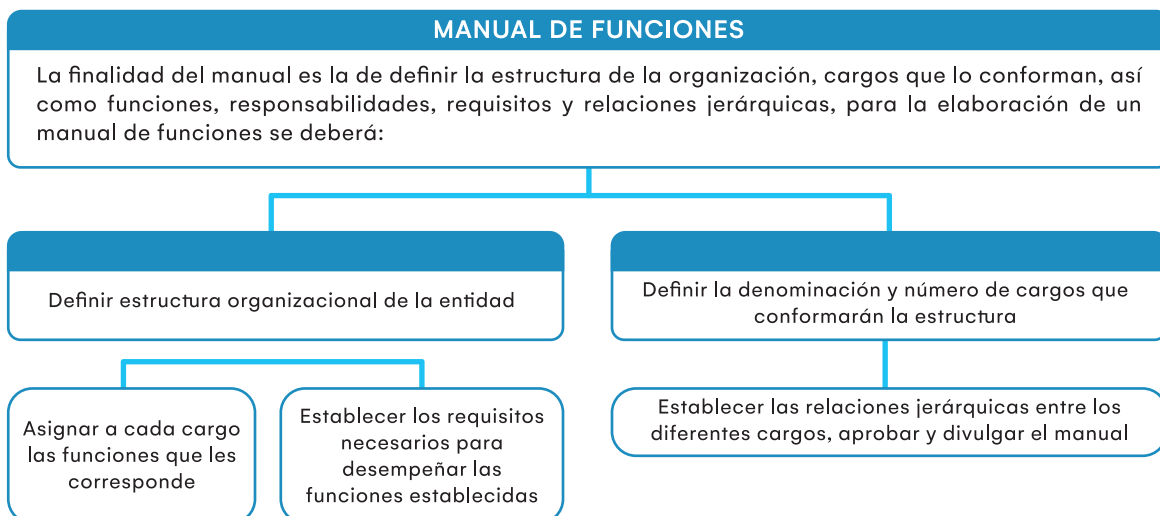 MANUAL DE FUNCIONES
La finalidad del manual es la de definir la estructura de la organización, cargos que lo conforman, así
como funciones, responsabilidades, requisitos y relaciones jerárquicas, para la elaboración de un
manual de funciones se deberá:
Definir estructura organizacional de la entidad
Definir la denominación y número de cargos que
conformarán la estructura
Asignar a cada cargo
las funciones que les
corresponde
Establecer los requisitos
necesarios para
desempeñar las
funciones establecidas
Establecer las relaciones jerárquicas entre los
diferentes cargos, aprobar y divulgar el manual